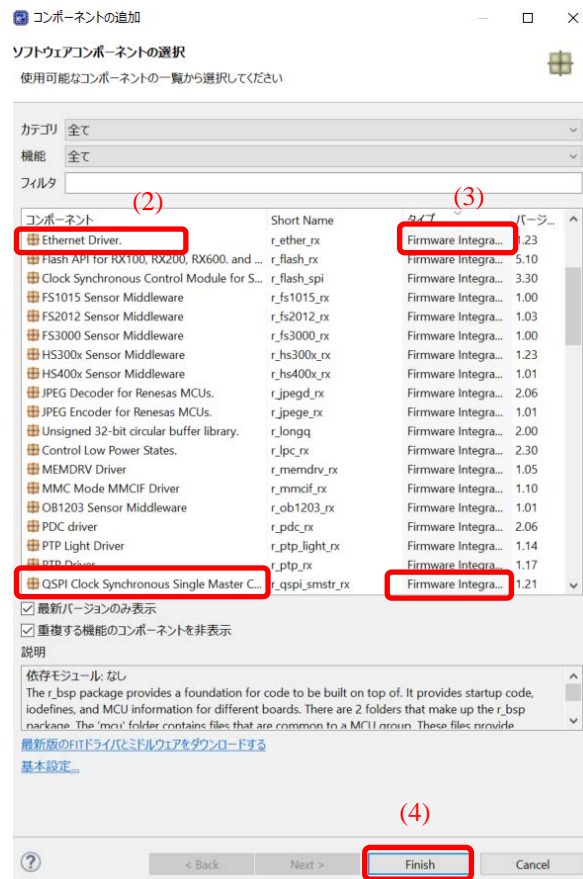 コンポーネントの追加
ソフトウェアコンポーネントの選択
使用可能なコンポーネントの一覧から選択してください
カテゴリ 全て
機能 全て
フィルタ
(2) (3)
コンポーネント Short Name タイプ バージ...
Ethernet Driver. r_ether_rx Firmware Integra... 1.23
Flash API for RX100, RX200, RX600. and ... r_flash_rx Firmware Integra... 5.10
Clock Synchronous Control Module for S... r_flash_spi Firmware Integra... 3.30
FS1015 Sensor Middleware r_fs1015_rx Firmware Integra... 1.00
FS2012 Sensor Middleware r_fs2012_rx Firmware Integra... 1.03
FS3000 Sensor Middleware r_fs3000_rx Firmware Integra... 1.00
HS300x Sensor Middleware r_hs300x_rx Firmware Integra... 1.23
HS400x Sensor Middleware r_hs400x_rx Firmware Integra... 1.01
JPEG Decoder for Renesas MCUs. r_jpegd_rx Firmware Integra... 2.06
JPEG Encoder for Renesas MCUs. r_jpege_rx Firmware Integra... 1.01
Unsigned 32-bit circular buffer library. r_longq Firmware Integra... 2.00
Control Low Power States. r_lpc_rx Firmware Integra... 2.30
MEMDRV Driver r_memdrv_rx Firmware Integra... 1.05
MMC Mode MMCIF Driver r_mmcif_rx Firmware Integra... 1.10
OB1203 Sensor Middleware r_ob1203_rx Firmware Integra... 1.01
PDC driver r_pdc_rx Firmware Integra... 2.06
PTP Light Driver r_ptp_light_rx Firmware Integra... 1.14
PTP Driver r_ptp_rx Firmware Integra... 1.17
QSPI Clock Synchronous Single Master C... r_qspi_smstr_rx Firmware Integra... 1.21
最新バージョンのみ表示
重複する機能のコンポーネントを非表示
説明
依存モジュール: なし
The r_bsp package provides a foundation for code to be built on top of. It provides startup code,
iodefines, and MCU information for different boards. There are 2 folders that make up the r_bsp
package. The 'mcu' folder contains files that are common to a MCU group. These files provide
最新版のFITドライバとミドルウェアをダウンロードする
基本設定...
(4)
< Back Next > Finish Cancel